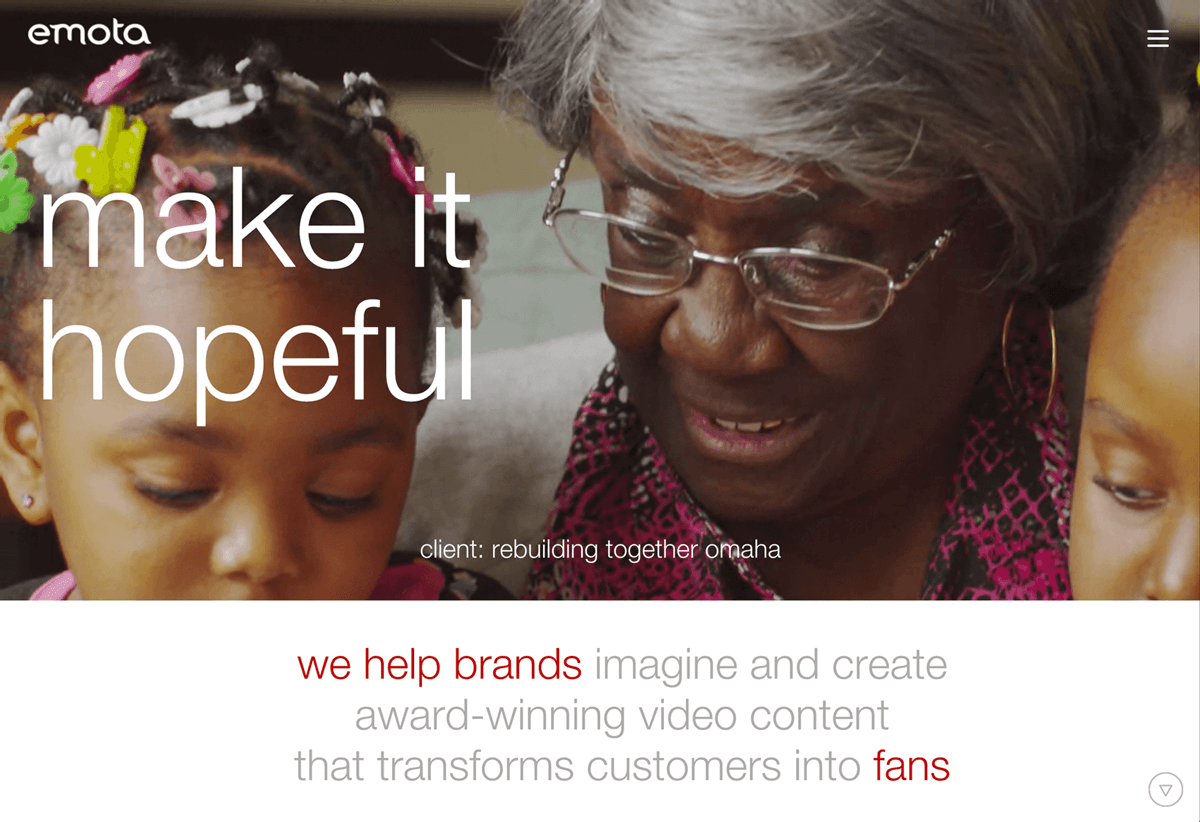 emota
make it
hopeful
client: rebuilding together omaha
we help brands imagine and create
award-winning video content
that transforms customers into fans